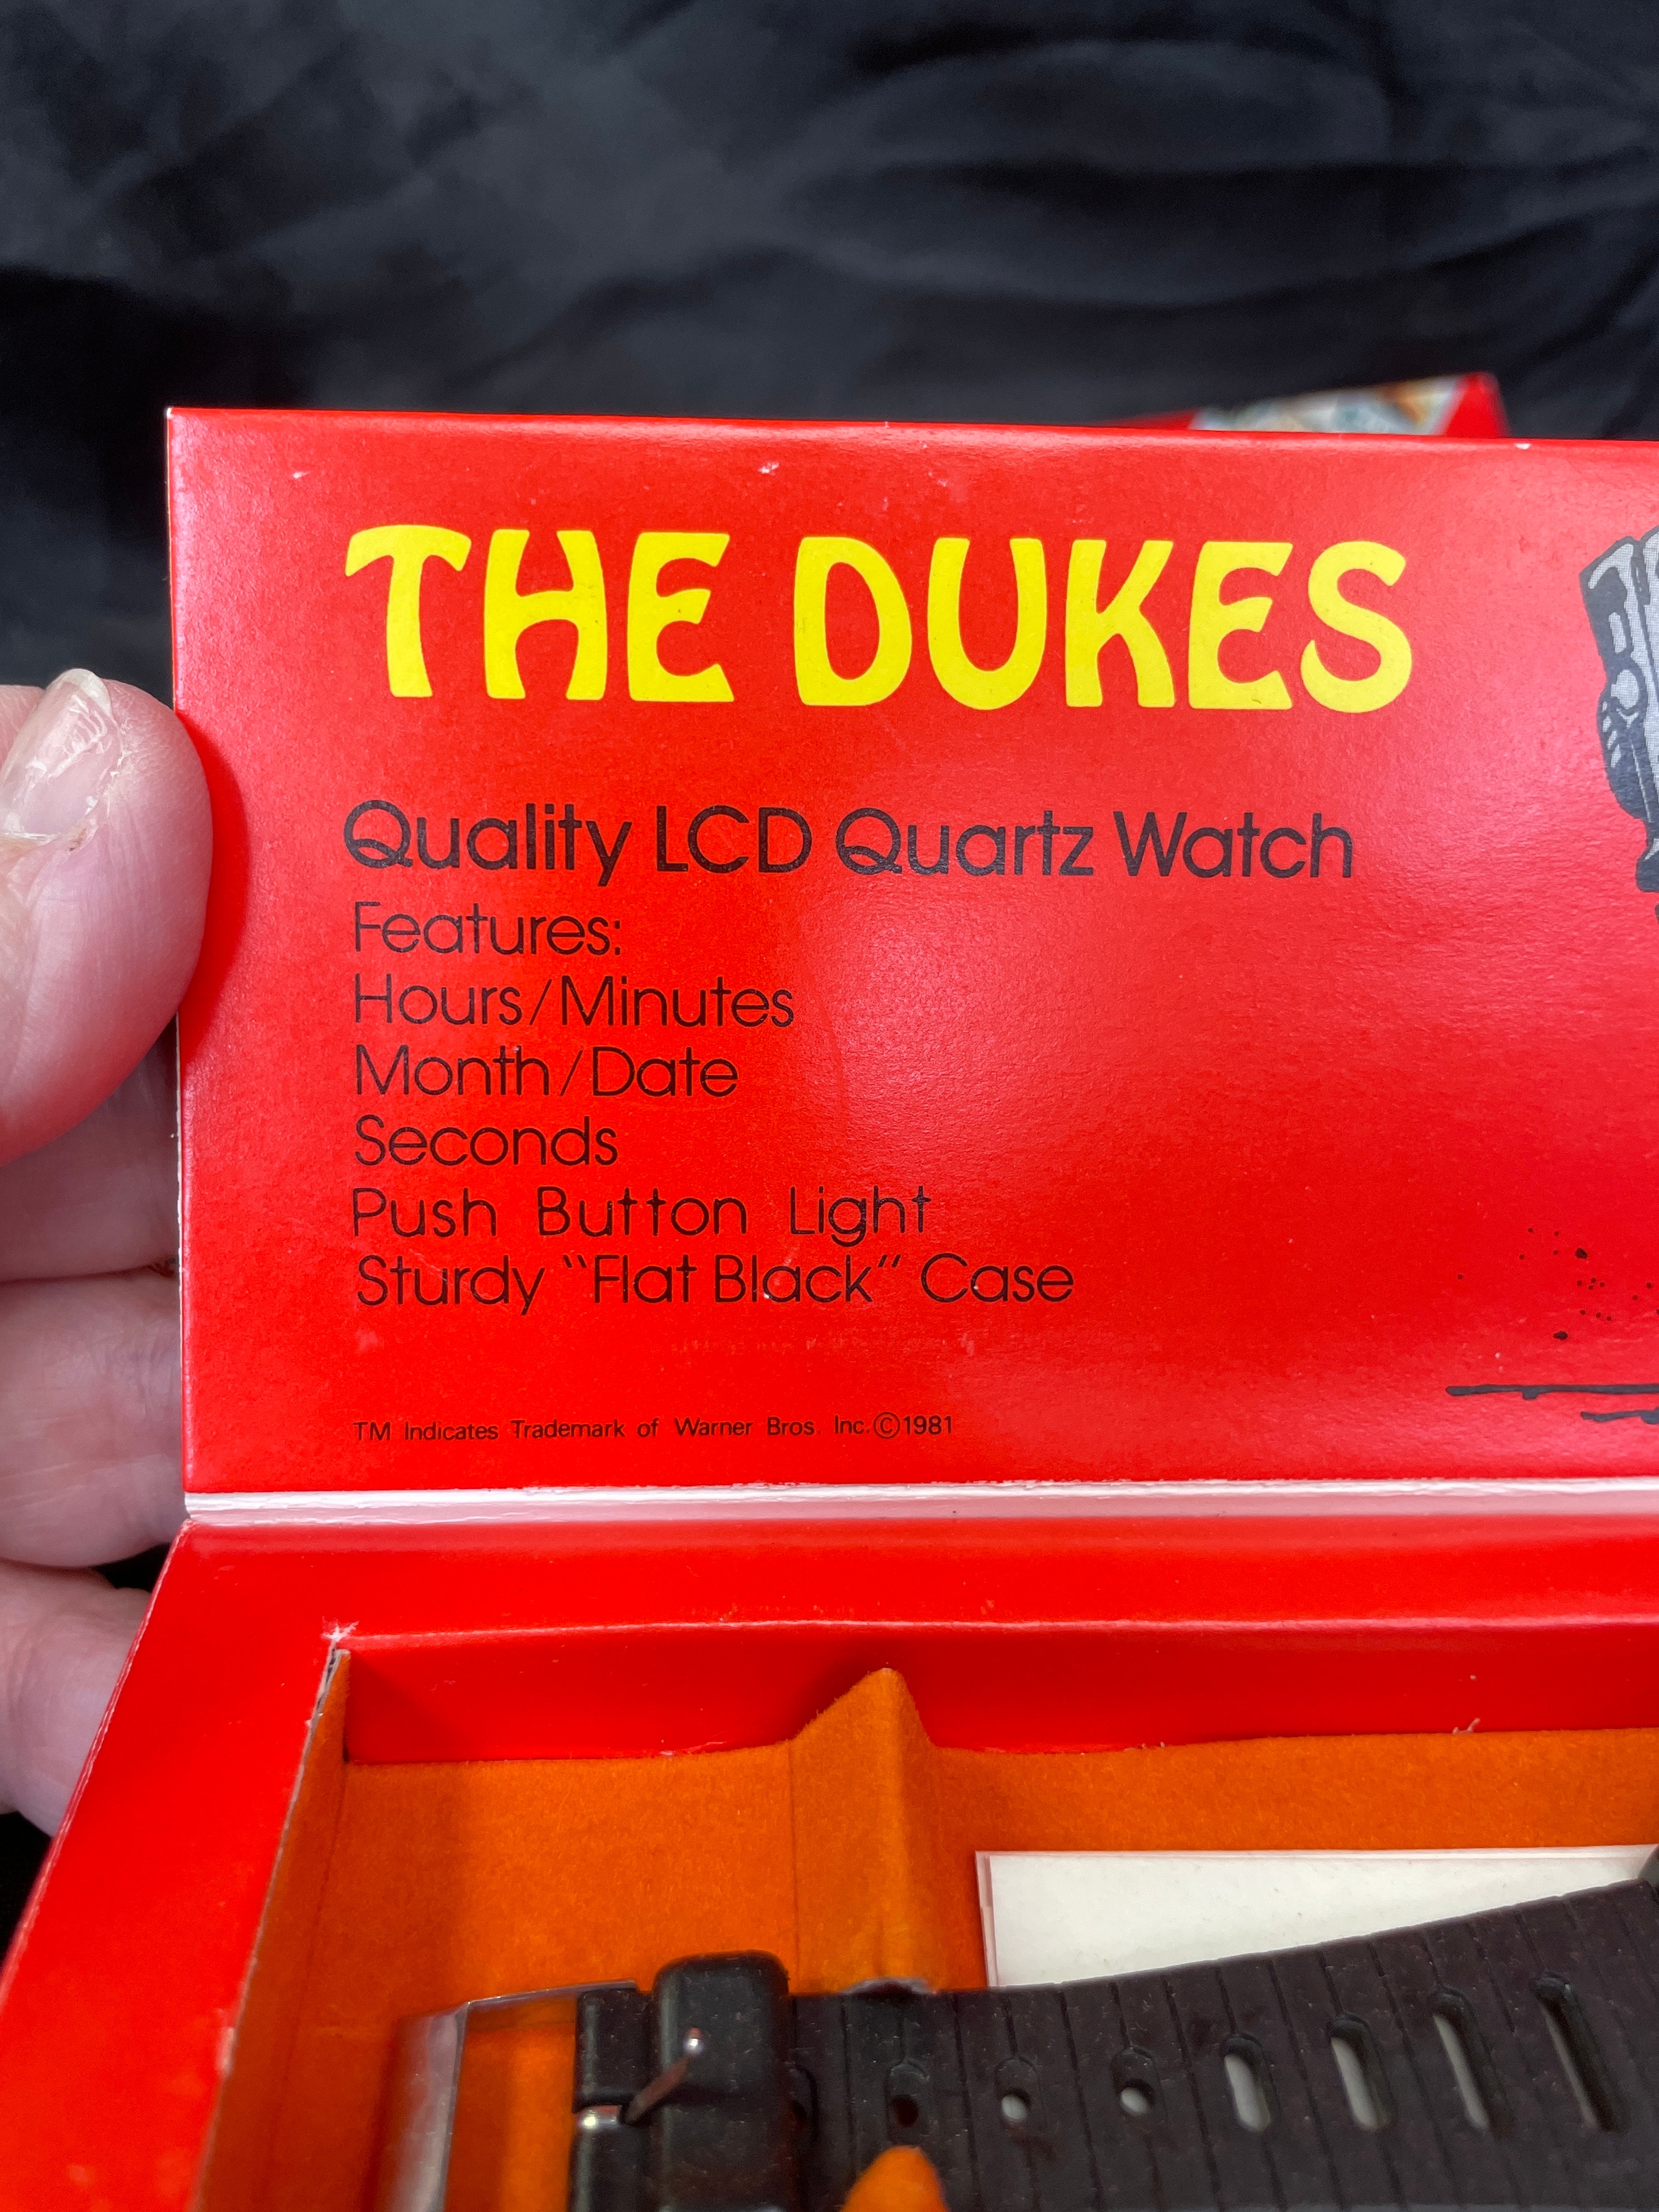 THE DUKES
Quality LCD Quartz Watch
Features:
Hours/Minutes
Month/Date
Seconds
Push Button Light
Sturdy "Flat Black" Case
TM Indicates Trademark of Warner Bros. Inc.©1981